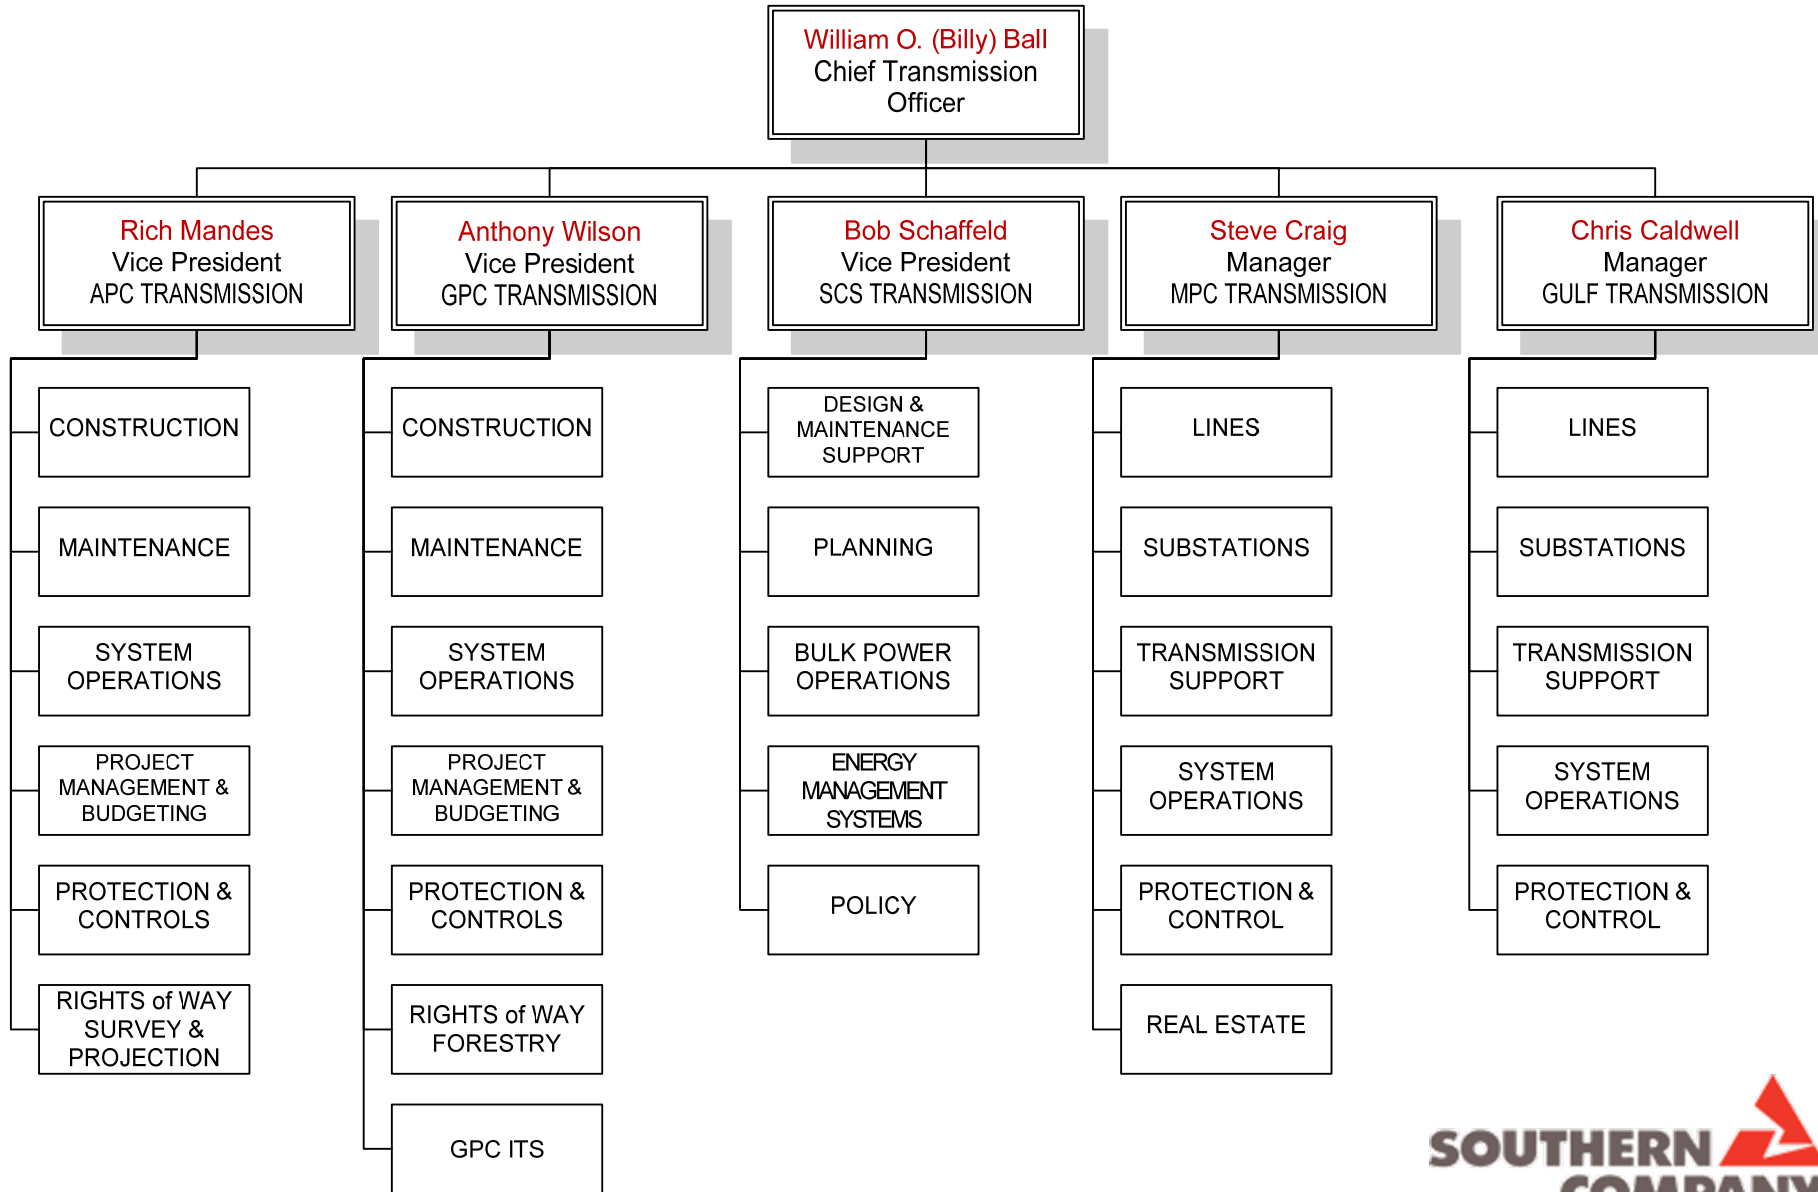 William O. (Billy) Ball
Chief Transmission
Officer
Rich Mandes
Vice President
APC TRANSMISSION
Anthony Wilson
Vice President
GPC TRANSMISSION
Bob Schaffeld
Vice President
SCS TRANSMISSION
Steve Craig
Manager
MPC TRANSMISSION
Chris Caldwell
Manager
GULF TRANSMISSION
CONSTRUCTION
MAINTENANCE
SYSTEM
OPERATIONS
PROJECT
MANAGEMENT &
BUDGETING
PROTECTION &
CONTROLS
RIGHTS of WAY
SURVEY &
PROJECTION
CONSTRUCTION
MAINTENANCE
SYSTEM
OPERATIONS
PROJECT
MANAGEMENT &
BUDGETING
PROTECTION &
CONTROLS
RIGHTS of WAY
FORESTRY
GPC ITS
DESIGN &
MAINTENANCE
SUPPORT
PLANNING
BULK POWER
OPERATIONS
ENERGY
MANAGEMENT
SYSTEMS
POLICY
LINES
SUBSTATIONS
TRANSMISSION
SUPPORT
SYSTEM
OPERATIONS
PROTECTION &
CONTROL
REAL ESTATE
LINES
SUBSTATIONS
TRANSMISSION
SUPPORT
SYSTEM
OPERATIONS
PROTECTION &
CONTROL
SOUTHERN
COMPANY